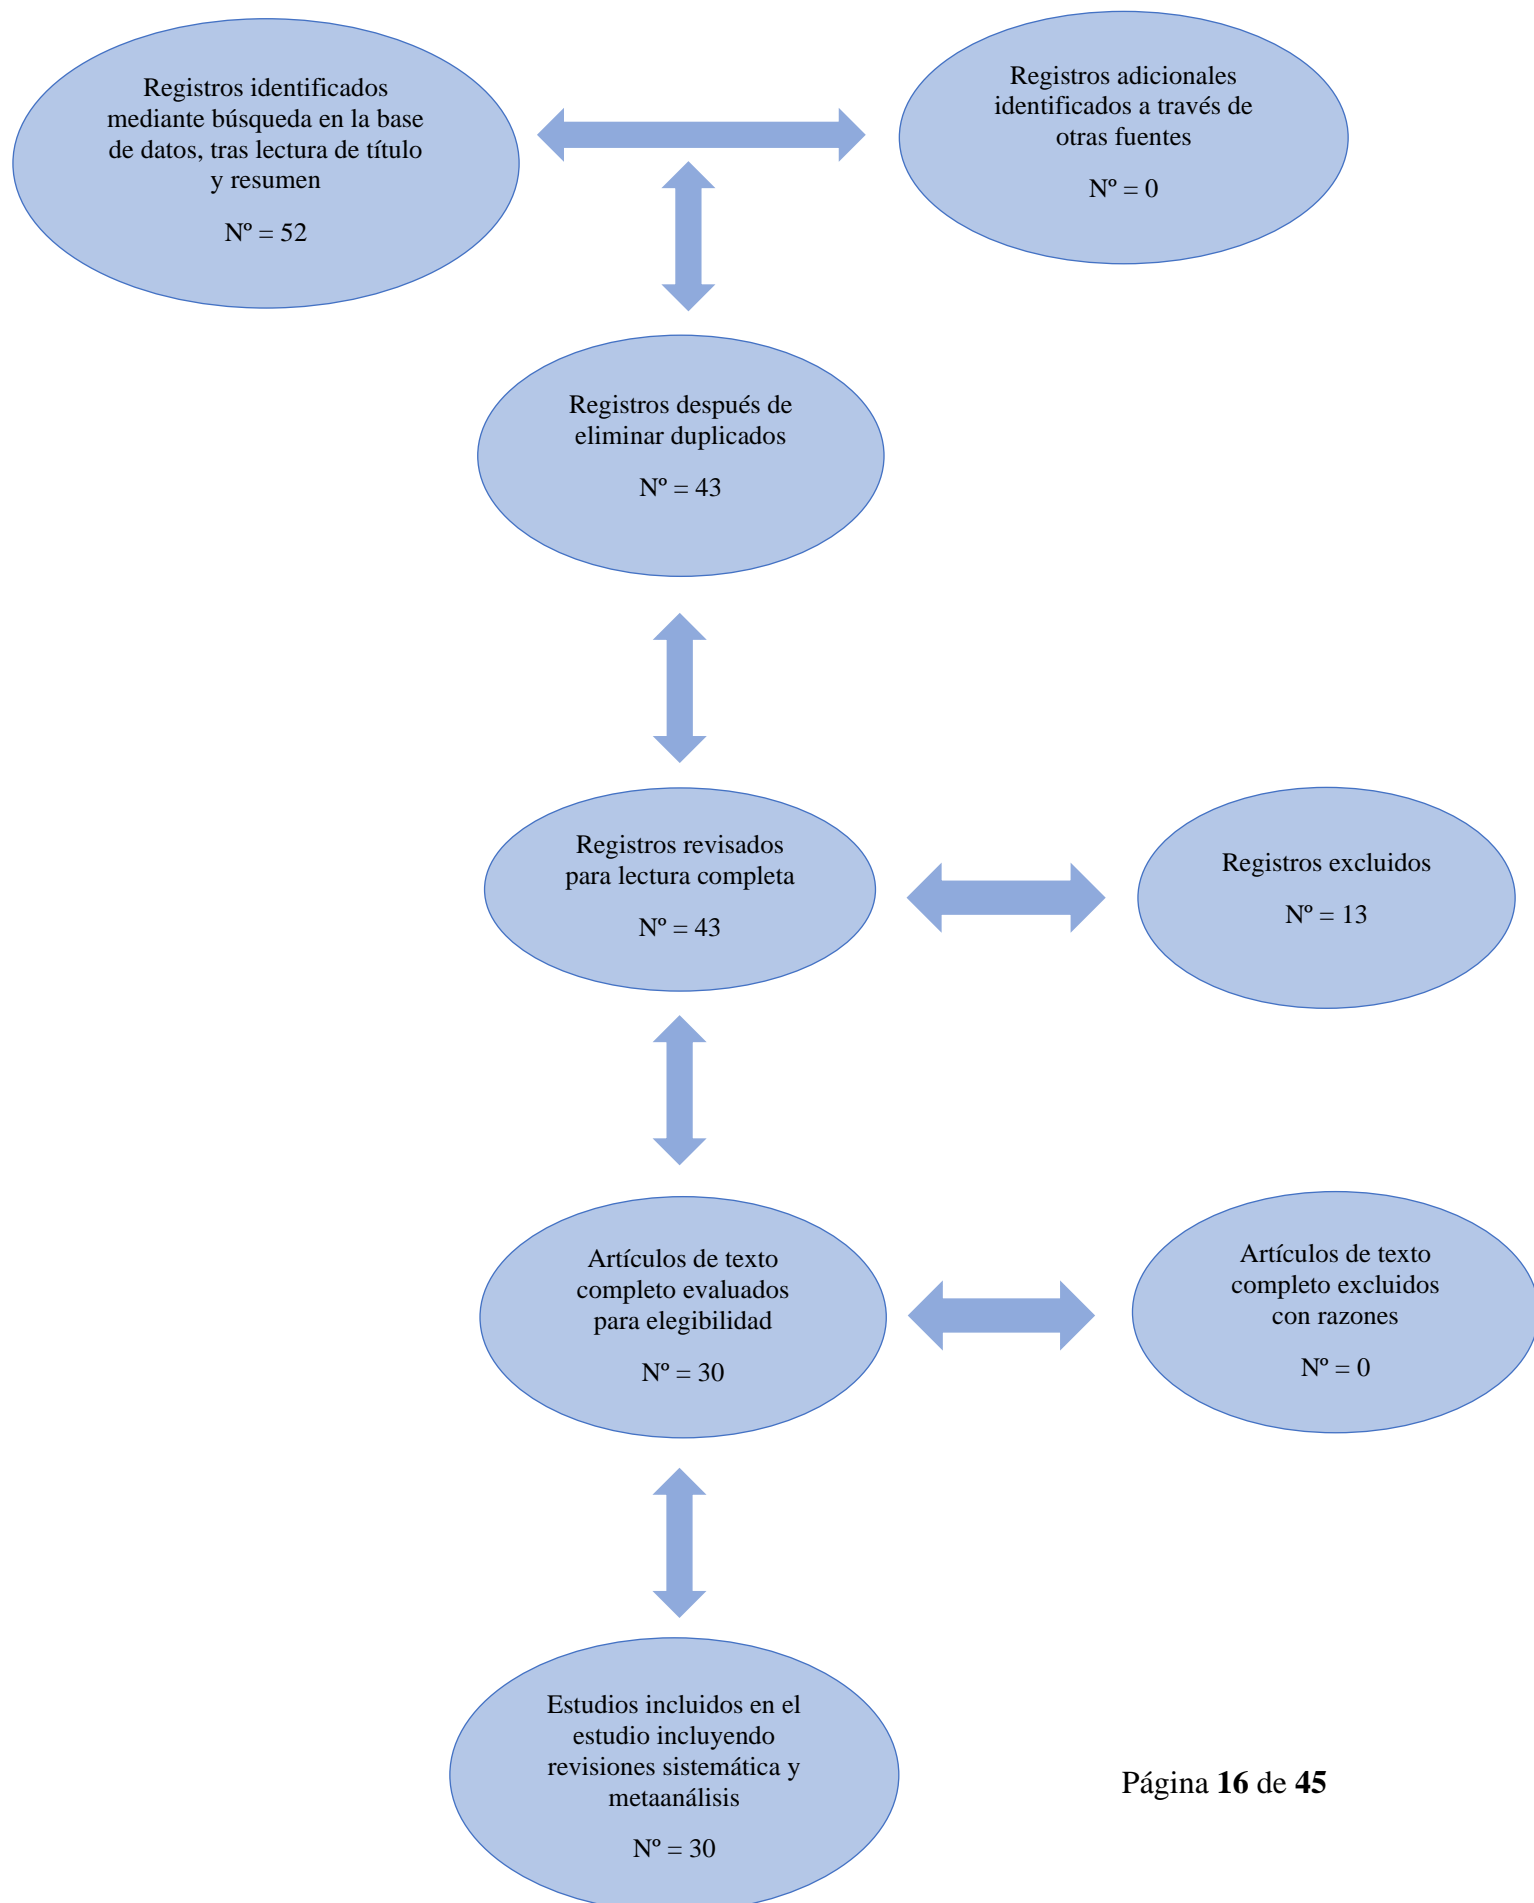 Registros identificados
mediante búsqueda en la base
de datos, tras lectura de título
y resumen
Nº = 52
Registros adicionales
identificados a través de
otras fuentes
Nº = 0
Registros después de
eliminar duplicados
Nº = 43
Registros revisados
para lectura completa
Nº = 43
Registros excluidos
Nº = 13
Artículos de texto
completo evaluados
para elegibilidad
Nº = 30
Artículos de texto
completo excluidos
con razones
Nº = 0
Estudios incluidos en el
estudio incluyendo
revisiones sistemática y
metaanálisis
Nº = 30
Página 16 de 45